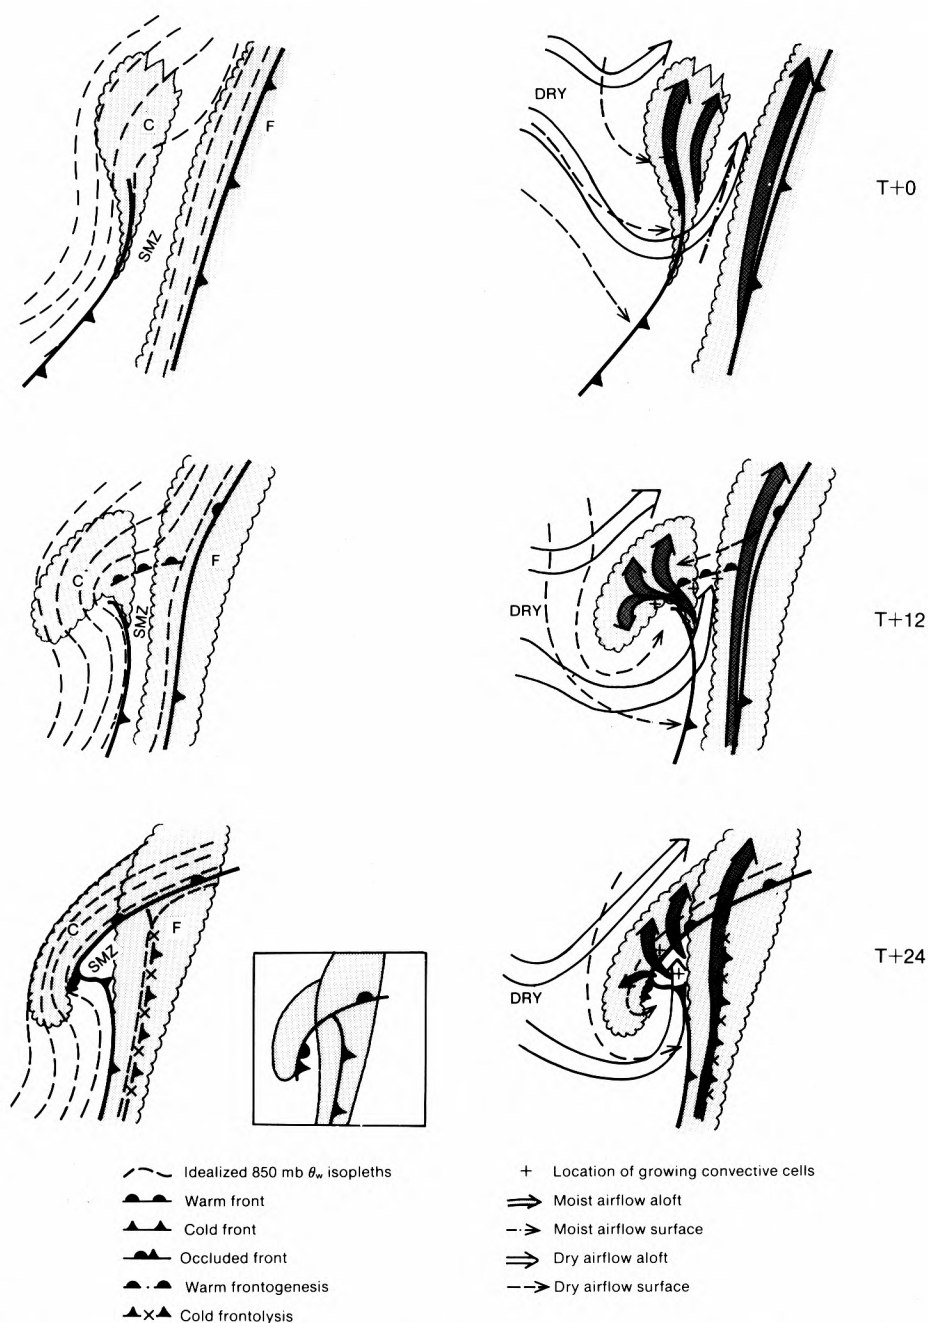 C
F
SMZ
DRY
T+0
C
SMZ
F
DRY
T+12
C
SMZ
F
DRY
T+24
Idealized 850 mb θw isopleths
Warm front
Cold front
Occluded front
Warm frontogenesis
Cold frontolysis
Location of growing convective cells
Moist airflow aloft
Moist airflow surface
Dry airflow aloft
Dry airflow surface